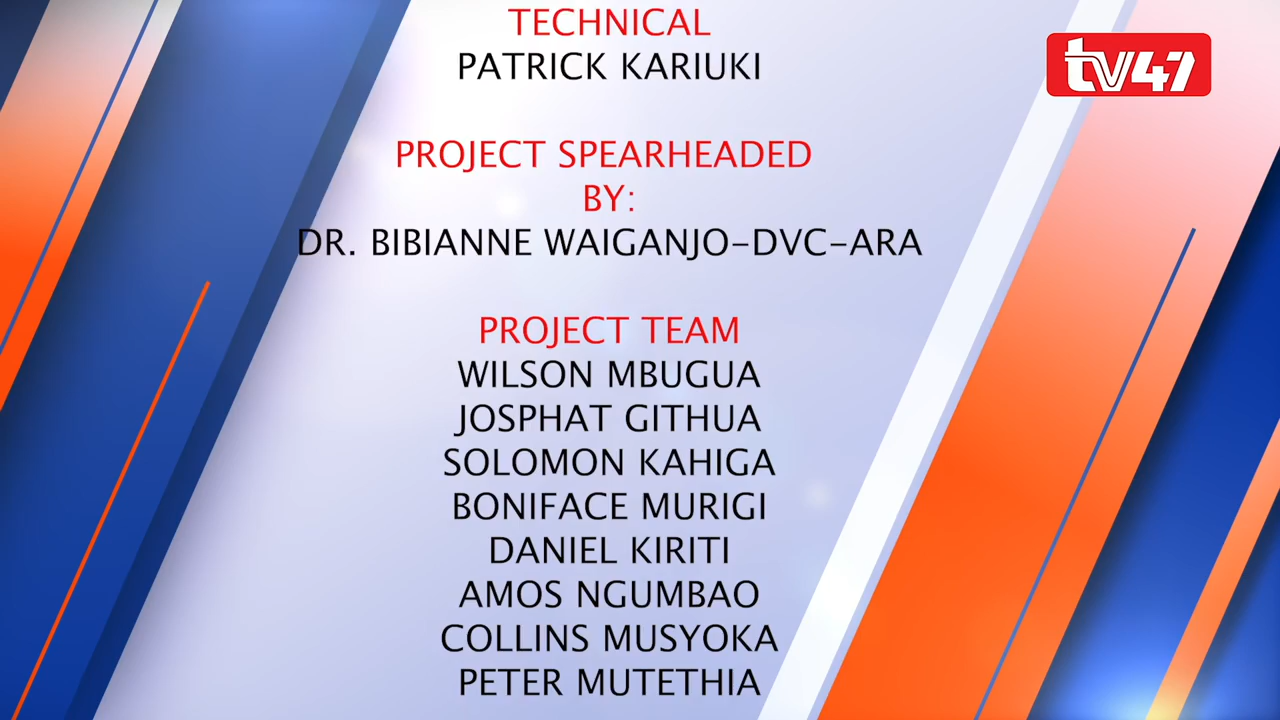 TECHNICAL
PATRICK KARIUKI
tv47
PROJECT SPEARHEADED
BY:
DR. BIBIANNE WAIGANJO-DVC-ARA
PROJECT TEAM
WILSON MBUGUA
JOSPHAT GITHUA
SOLOMON KAHIGA
BONIFACE MURIGI
DANIEL KIRITI
AMOS NGUMBAO
COLLINS MUSYOKA
PETER MUTETHIA